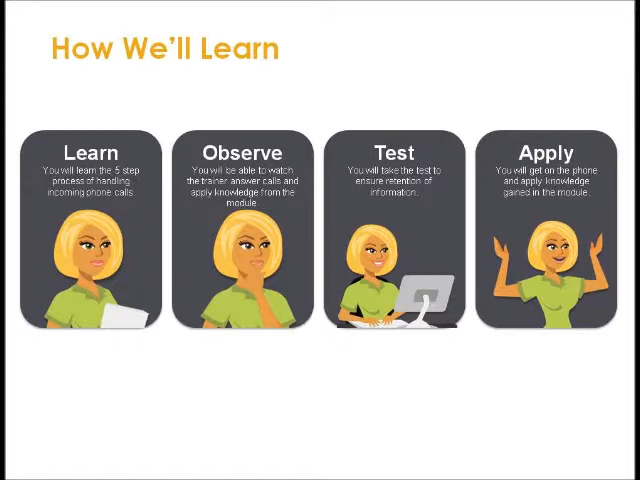 How We'll Learn
Learn
You will learn the 5 step
process of handling
incoming phone calls.
Observe
You will be able to watch
the trainer answer calls and
apply knowledge from the
module
Test
You will take the test to
ensure retention of
information.
Apply
You will get on the phone
and apply knowledge
gained in the module.